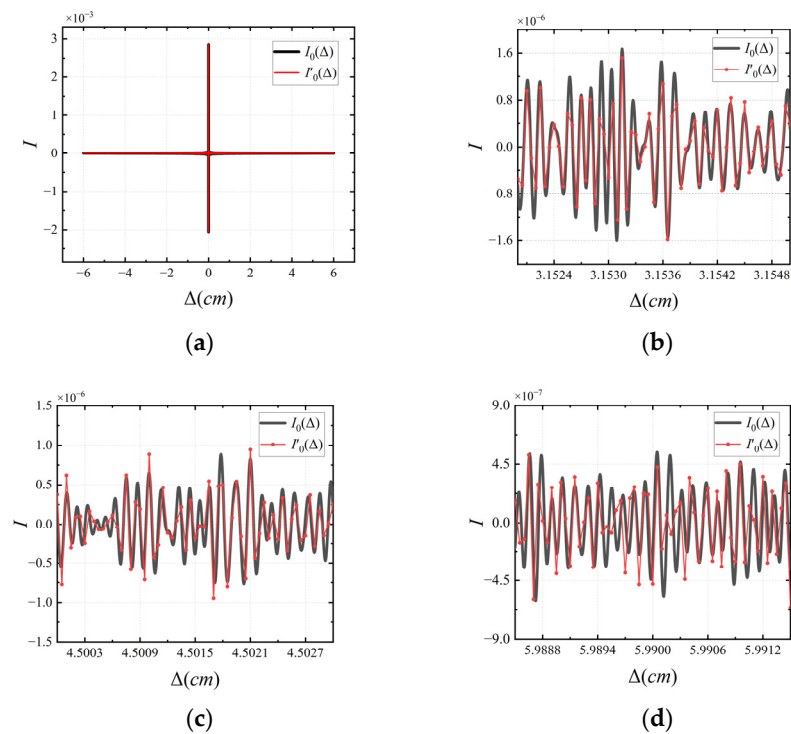 ×10⁻³
3
2
1
0
−1
−2
I
I₀(Δ)
I'₀(Δ)
−6 −4 −2 0 2 4 6
Δ(cm)
(a)
×10⁻⁶
1.6
0.8
0.0
0.8
−1.6
I
I₀(Δ)
I'₀(Δ)
3.1524 3.1530 3.1536 3.1542 3.1548
Δ(cm)
(b)
×10⁻⁶
1.5
1.0
0.5
0.0
−0.5
−1.0
−1.5
I
I₀(Δ)
I'₀(Δ)
4.5003 4.5009 4.5015 4.5021 4.5027
Δ(cm)
(c)
×10⁻⁷
9.0
4.5
0.0
−4.5
−9.0
I
I₀(Δ)
I'₀(Δ)
5.9888 5.9894 5.9900 5.9906 5.9912
Δ(cm)
(d)